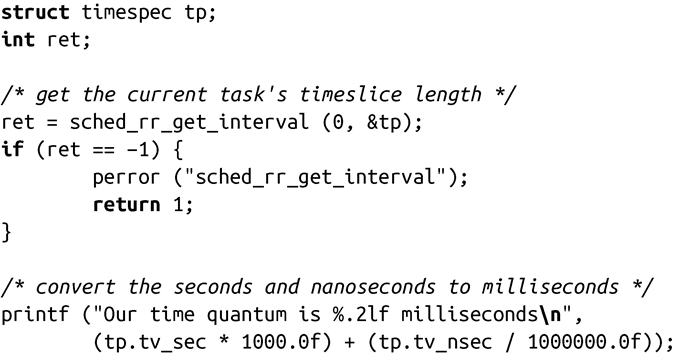 struct timespec tp;
int ret;

/* get the current task's timeslice length */
ret = sched_rr_get_interval (0, &tp);
if (ret == −1) {
        perror ("sched_rr_get_interval");
        return 1;
}

/* convert the seconds and nanoseconds to milliseconds */
printf ("Our time quantum is %.2lf milliseconds\n",
        (tp.tv_sec * 1000.0f) + (tp.tv_nsec / 1000000.0f));